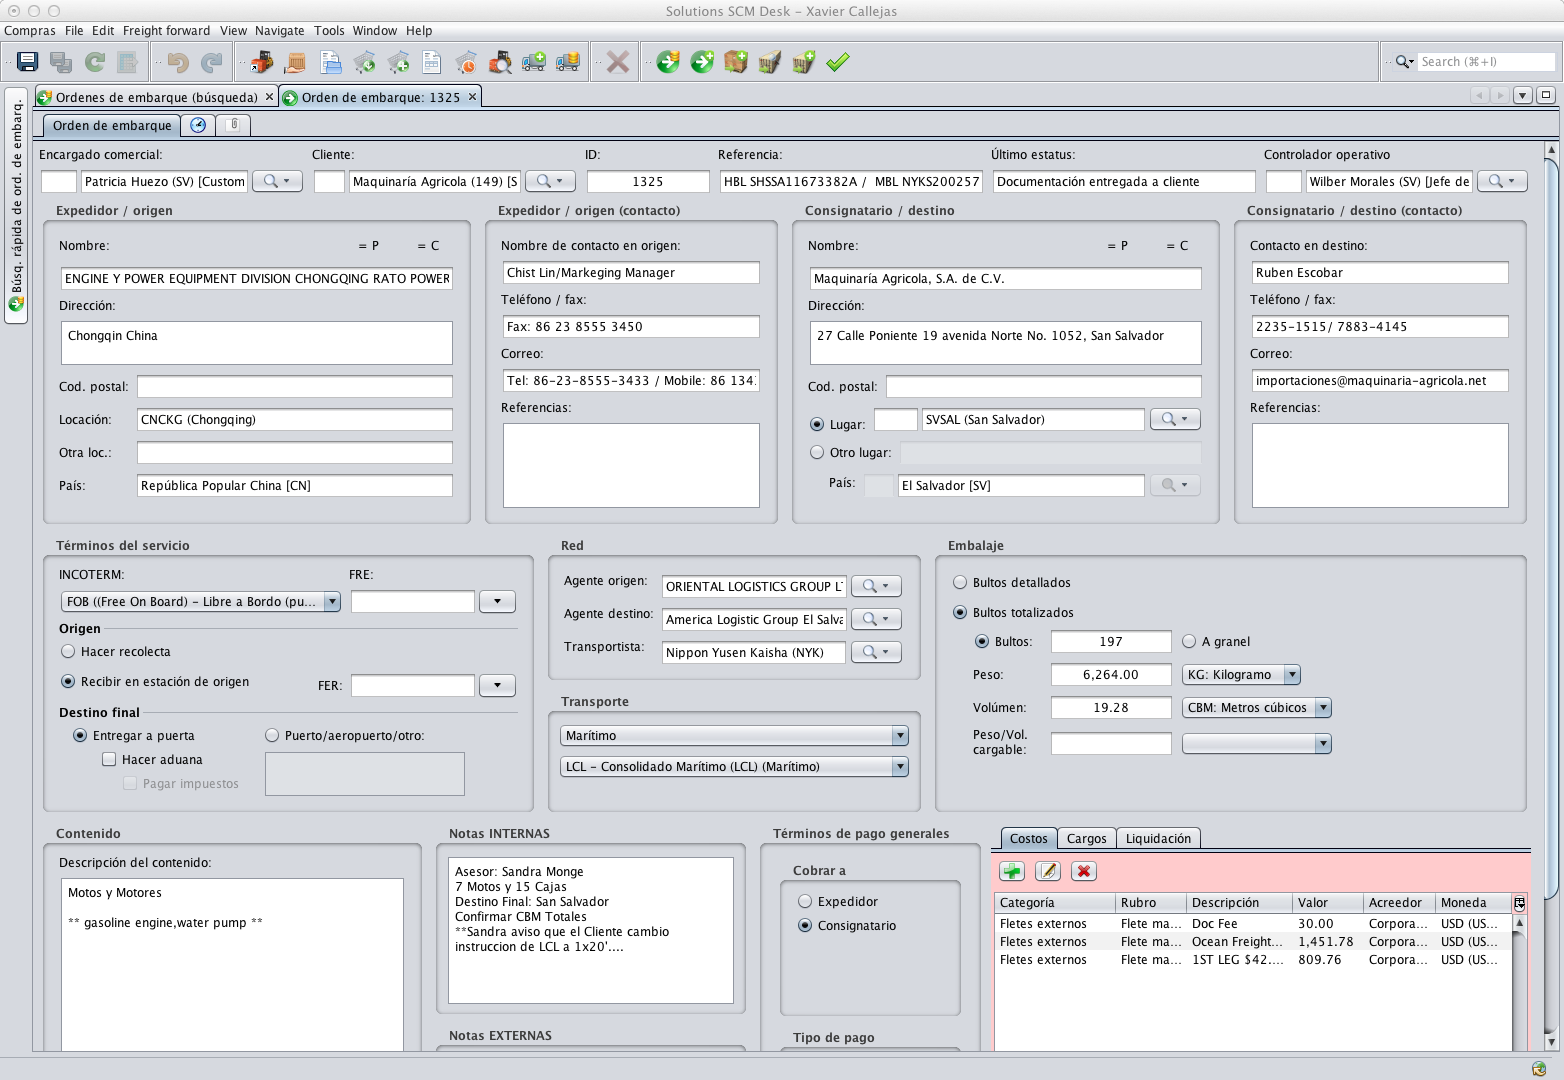 Solutions SCM Desk – Xavier Callejas
Compras File Edit Freight forward View Navigate Tools Window Help
Search (⌘+I)
Búsq. rápida de ord. de embarq.
Ordenes de embarque (búsqueda) Orden de embarque: 1325
Orden de embarque
Encargado comercial: Cliente: ID: Referencia: Último estatus: Controlador operativo
Patricia Huezo (SV) [Custom Maquinaría Agricola (149) [S 1325 HBL SHSSA11673382A / MBL NYKS200257 Documentación entregada a cliente Wilber Morales (SV) [Jefe de
Expedidor / origen
Nombre: = P = C
ENGINE Y POWER EQUIPMENT DIVISION CHONGQING RATO POWER
Dirección:
Chongqin China
Cod. postal:
Locación: CNCKG (Chongqing)
Otra loc.:
País: República Popular China [CN]
Expedidor / origen (contacto)
Nombre de contacto en origen:
Chist Lin/Markeging Manager
Teléfono / fax:
Fax: 86 23 8555 3450
Correo:
Tel: 86-23-8555-3433 / Mobile: 86 134
Referencias:
Consignatario / destino
Nombre: = P = C
Maquinaría Agricola, S.A. de C.V.
Dirección:
27 Calle Poniente 19 avenida Norte No. 1052, San Salvador
Cod. postal:
Lugar: SVSAL (San Salvador)
Otro lugar:
País: El Salvador [SV]
Consignatario / destino (contacto)
Contacto en destino:
Ruben Escobar
Teléfono / fax:
2235-1515/ 7883-4145
Correo:
importaciones@maquinaria-agricola.net
Referencias:
Términos del servicio
INCOTERM: FRE:
FOB ((Free On Board) – Libre a Bordo (pu...
Origen
Hacer recolecta
Recibir en estación de origen FER:
Destino final
Entregar a puerta Puerto/aeropuerto/otro:
Hacer aduana
Pagar impuestos
Red
Agente origen: ORIENTAL LOGISTICS GROUP LT
Agente destino: America Logistic Group El Salva
Transportista: Nippon Yusen Kaisha (NYK)
Transporte
Marítimo
LCL – Consolidado Marítimo (LCL) (Marítimo)
Embalaje
Bultos detallados
Bultos totalizados
Bultos: 197 A granel
Peso: 6,264.00 KG: Kilogramo
Volúmen: 19.28 CBM: Metros cúbicos
Peso/Vol.
cargable:
Contenido
Descripción del contenido:
Motos y Motores
** gasoline engine,water pump **
Notas INTERNAS
Asesor: Sandra Monge
7 Motos y 15 Cajas
Destino Final: San Salvador
Confirmar CBM Totales
**Sandra aviso que el Cliente cambio
instruccion de LCL a 1x20'....
Notas EXTERNAS
Términos de pago generales
Cobrar a
Expedidor
Consignatario
Tipo de pago
Costos Cargos Liquidación
Categoría Rubro Descripción Valor Acreedor Moneda
Fletes externos Flete ma... Doc Fee 30.00 Corpora... USD (US...
Fletes externos Flete ma... Ocean Freight... 1,451.78 Corpora... USD (US...
Fletes externos Flete ma... 1ST LEG $42.... 809.76 Corpora... USD (US...